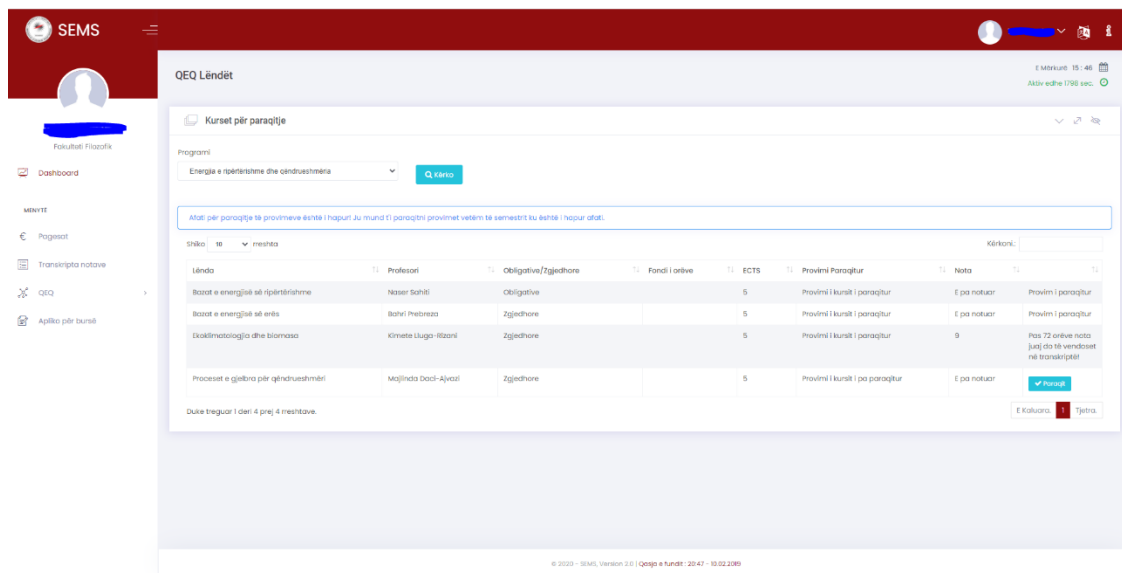 SEMS
QEQ Lëndët
E Mërkurë 15:46
Aktiv edhe 1798 sec.
Fakulteti Filozofik
Dashboard
MENYTË
Pagesat
Transkripta notave
QEQ
Apliko për bursë
Kurset për paraqitje
Programi
Energjia e ripërtërishme dhe qëndrueshmëria
Kërko
Afati për paraqitje të provimeve është i hapur! Ju mund t'i paraqitni provimet vetëm të semestrit ku është i hapur afati.
Shiko 10 rreshta
Kërkoni:
Lënda Profesori Obligative/Zgjedhore Fondi i orëve ECTS Provimi Paraqitur Nota
Bazat e energjisë së ripërtërishme Naser Sahiti Obligative 5 Provimi i kursit i paraqitur E pa notuar Provim i paraqitur
Bazat e energjisë së erës Bahri Prebreza Zgjedhore 5 Provimi i kursit i paraqitur E pa notuar Provim i paraqitur
Ekoklimatologjia dhe biomasa Kimete Lluga-Rizani Zgjedhore 5 Provimi i kursit i paraqitur 9 Pas 72 orëve nota
juaj do të vendoset
në transkriptë!
Proceset e gjelbra për qëndrueshmëri Majlinda Daci-Ajvazi Zgjedhore 5 Provimi i kursit i pa paraqitur E pa notuar Paraqit
Duke treguar 1 deri 4 prej 4 rreshtave.
E Kaluara. 1 Tjetra.
© 2020 - SEMS, Version 2.0 | Qasja e fundit : 20:47 - 10.02.2019